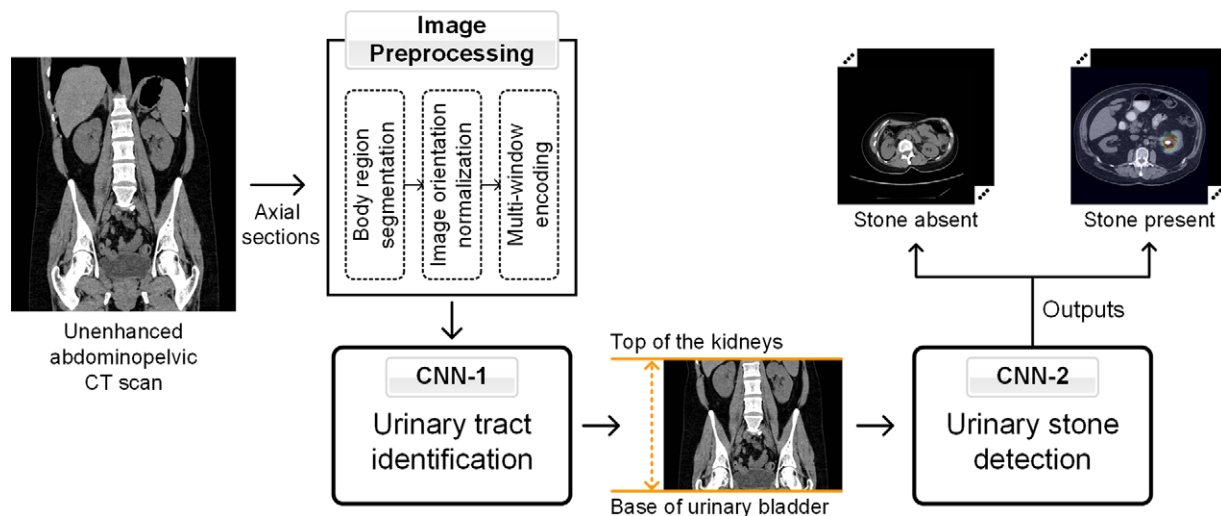 Unenhanced
abdominopelvic
CT scan
Axial
sections
Image
Preprocessing
Body region
segmentation
Image orientation
normalization
Multi-window
encoding
CNN-1
Urinary tract
identification
Top of the kidneys
Base of urinary bladder
CNN-2
Urinary stone
detection
Outputs
Stone absent
Stone present